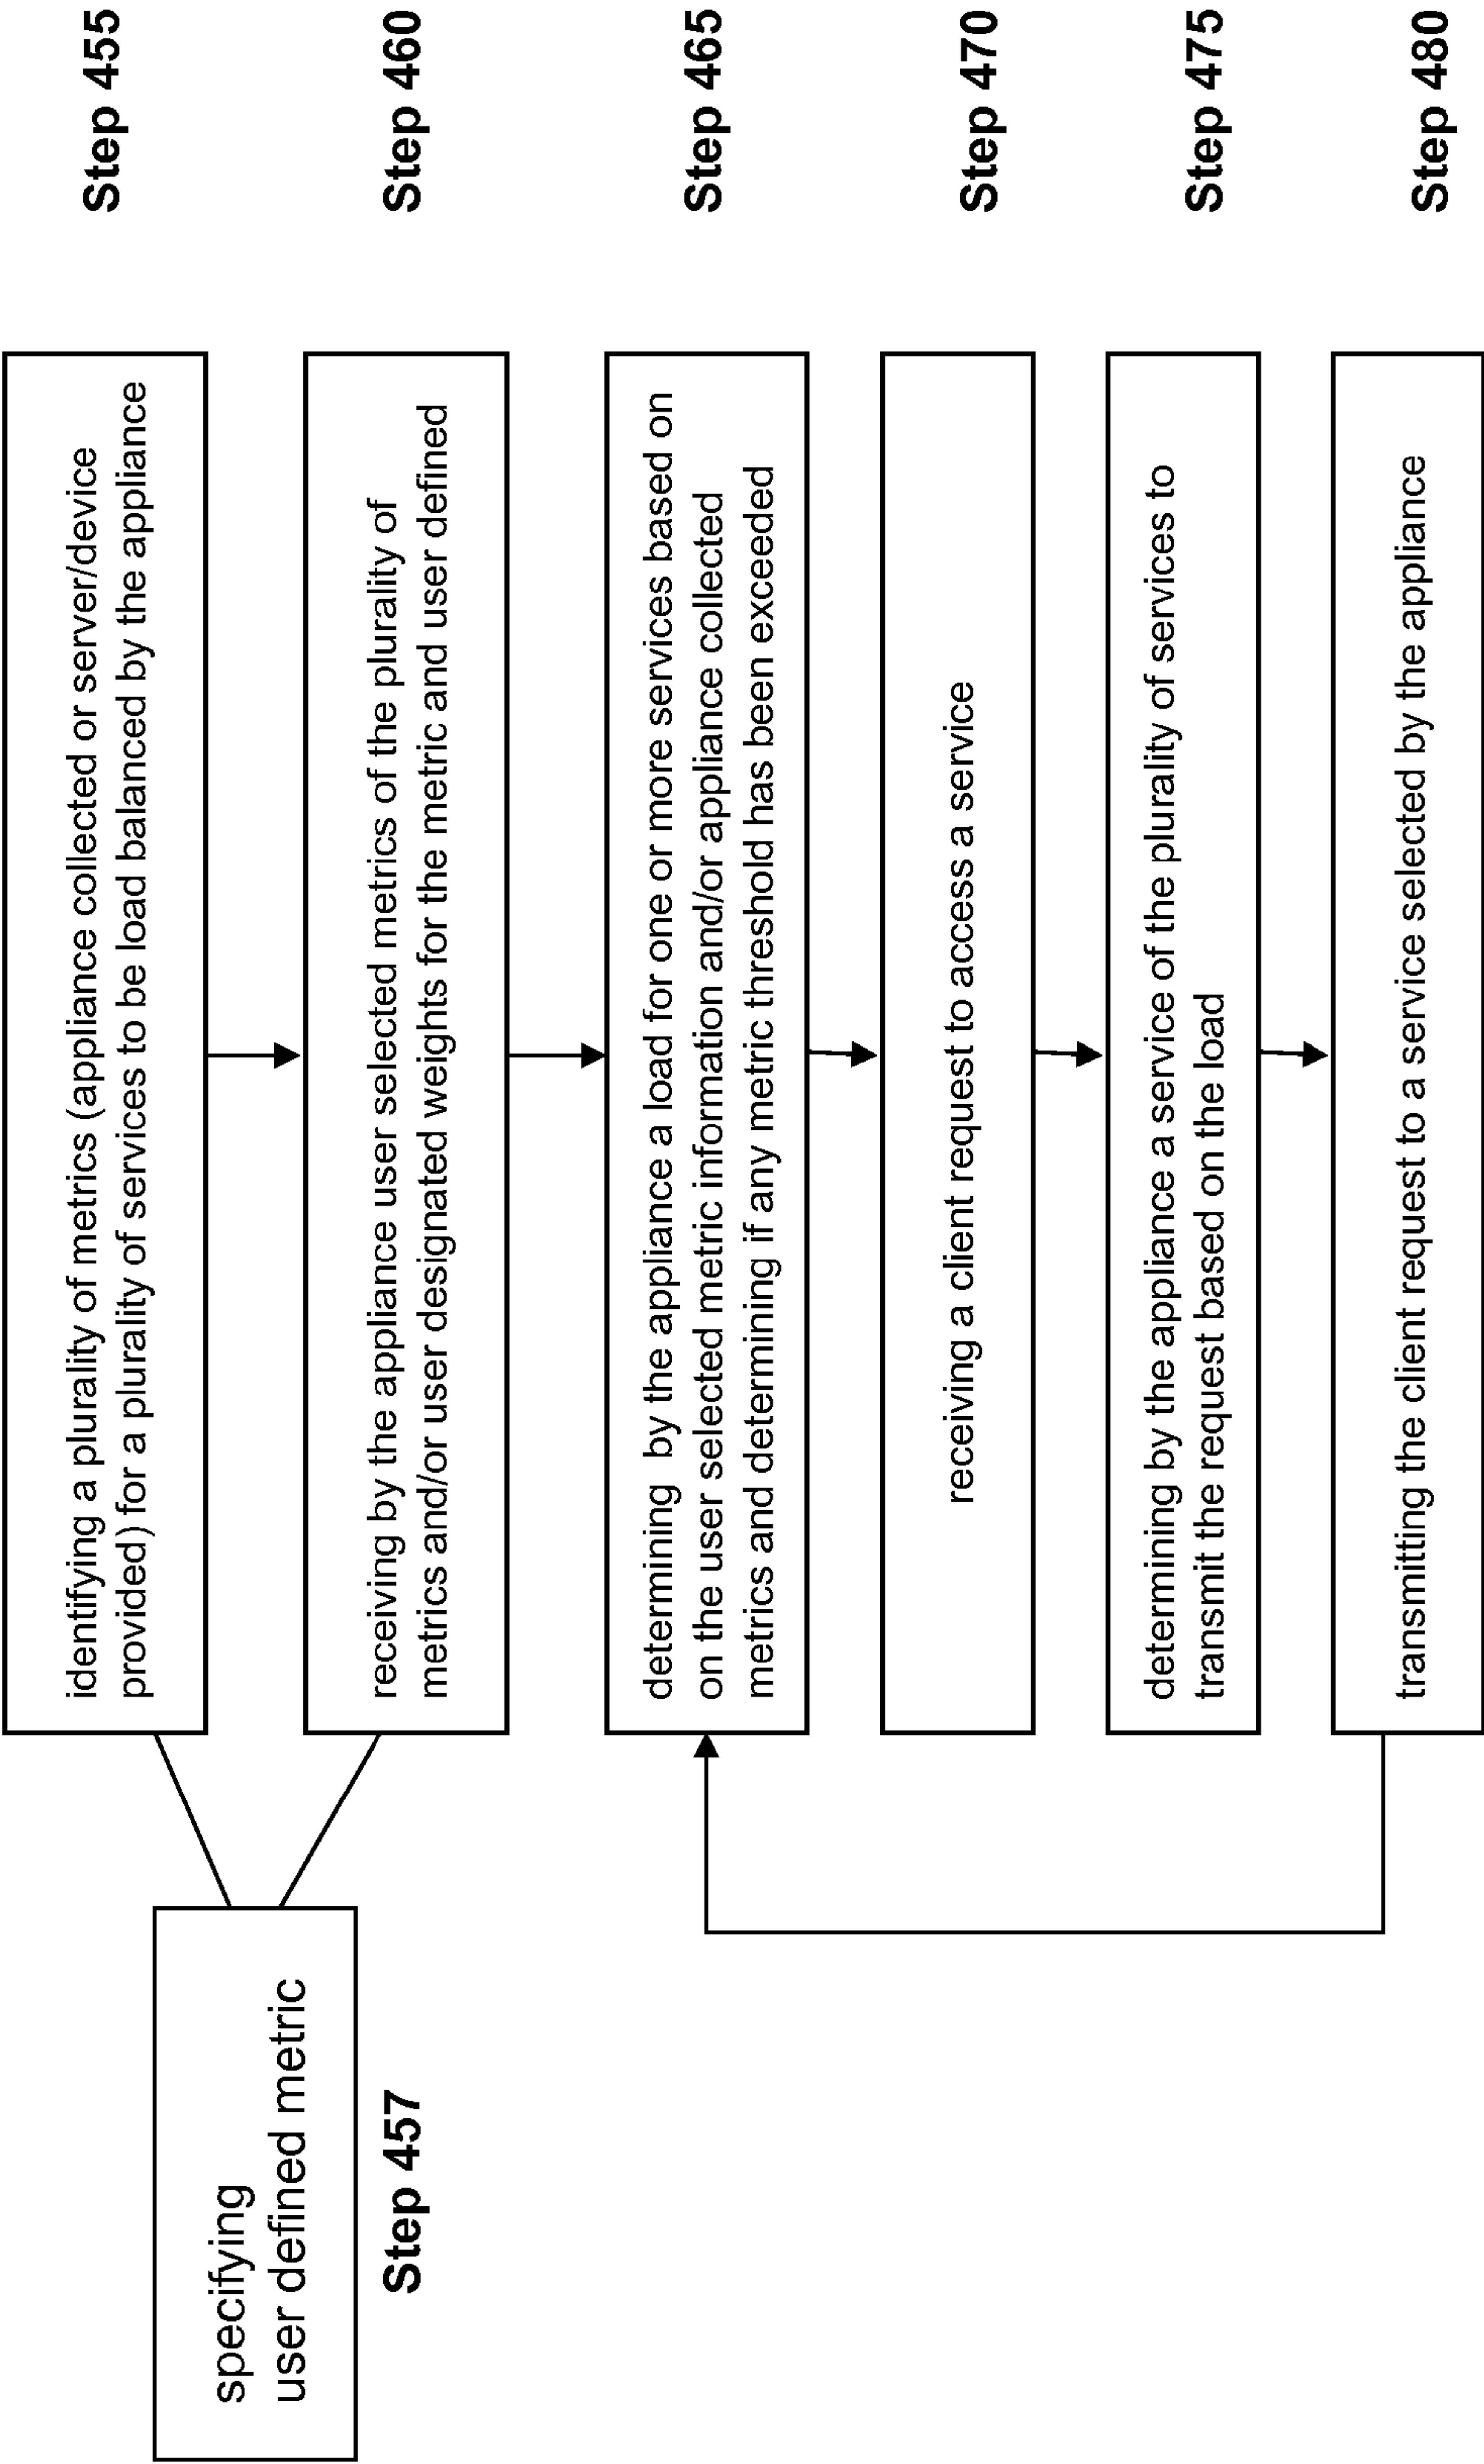 identifying a plurality of metrics (appliance collected or server/device
provided) for a plurality of services to be load balanced by the appliance
Step 455
specifying
user defined metric
Step 457
receiving by the appliance user selected metrics of the plurality of
metrics and/or user designated weights for the metric and user defined
Step 460
determining  by the appliance a load for one or more services based on
on the user selected metric information and/or appliance collected
metrics and determining if any metric threshold has been exceeded
Step 465
receiving a client request to access a service
Step 470
determining by the appliance a service of the plurality of services to
transmit the request based on the load
Step 475
transmitting the client request to a service selected by the appliance
Step 480